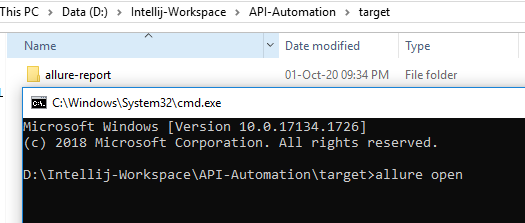 This PC > Data (D:) > Intellij-Workspace > API-Automation > target
Name Date modified Type
allure-report 01-Oct-20 09:34 PM File folder
C:\Windows\System32\cmd.exe
Microsoft Windows [Version 10.0.17134.1726]
(c) 2018 Microsoft Corporation. All rights reserved.
D:\Intellij-Workspace\API-Automation\target>allure open